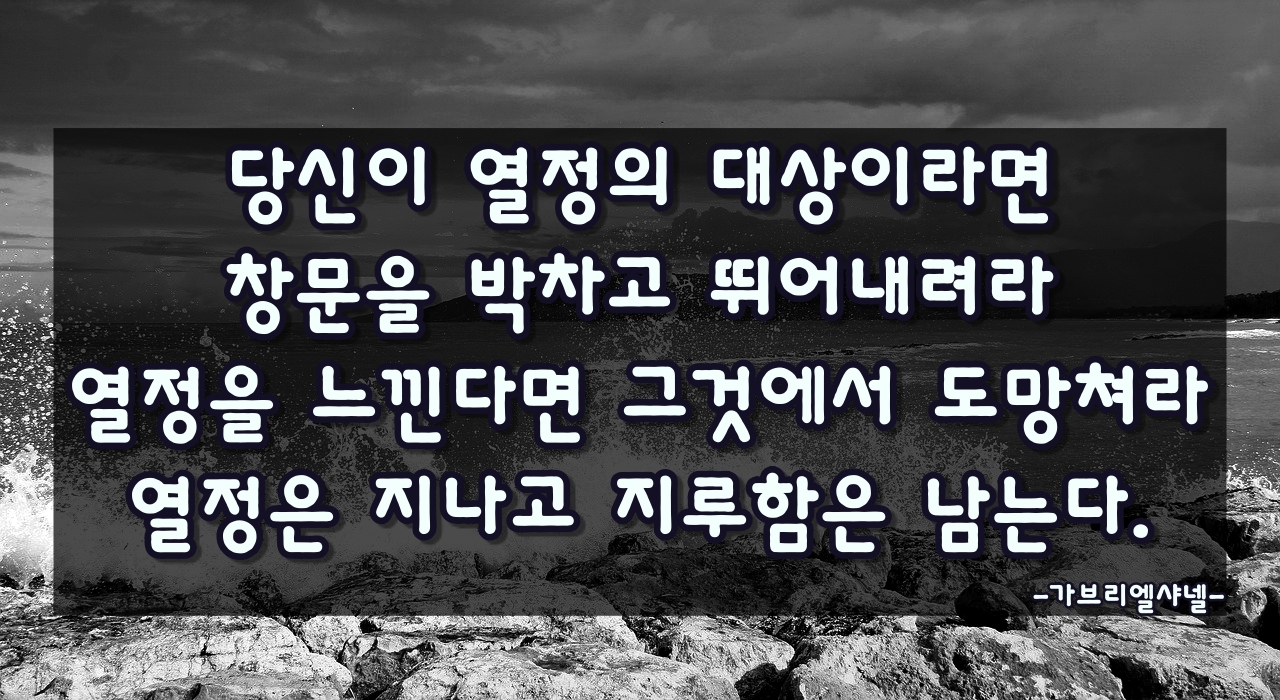 당신이 열정의 대상이라면
창문을 박차고 뛰어내려라
열정을 느낀다면 그것에서 도망쳐라
열정은 지나고 지루함은 남는다.
-가브리엘샤넬-